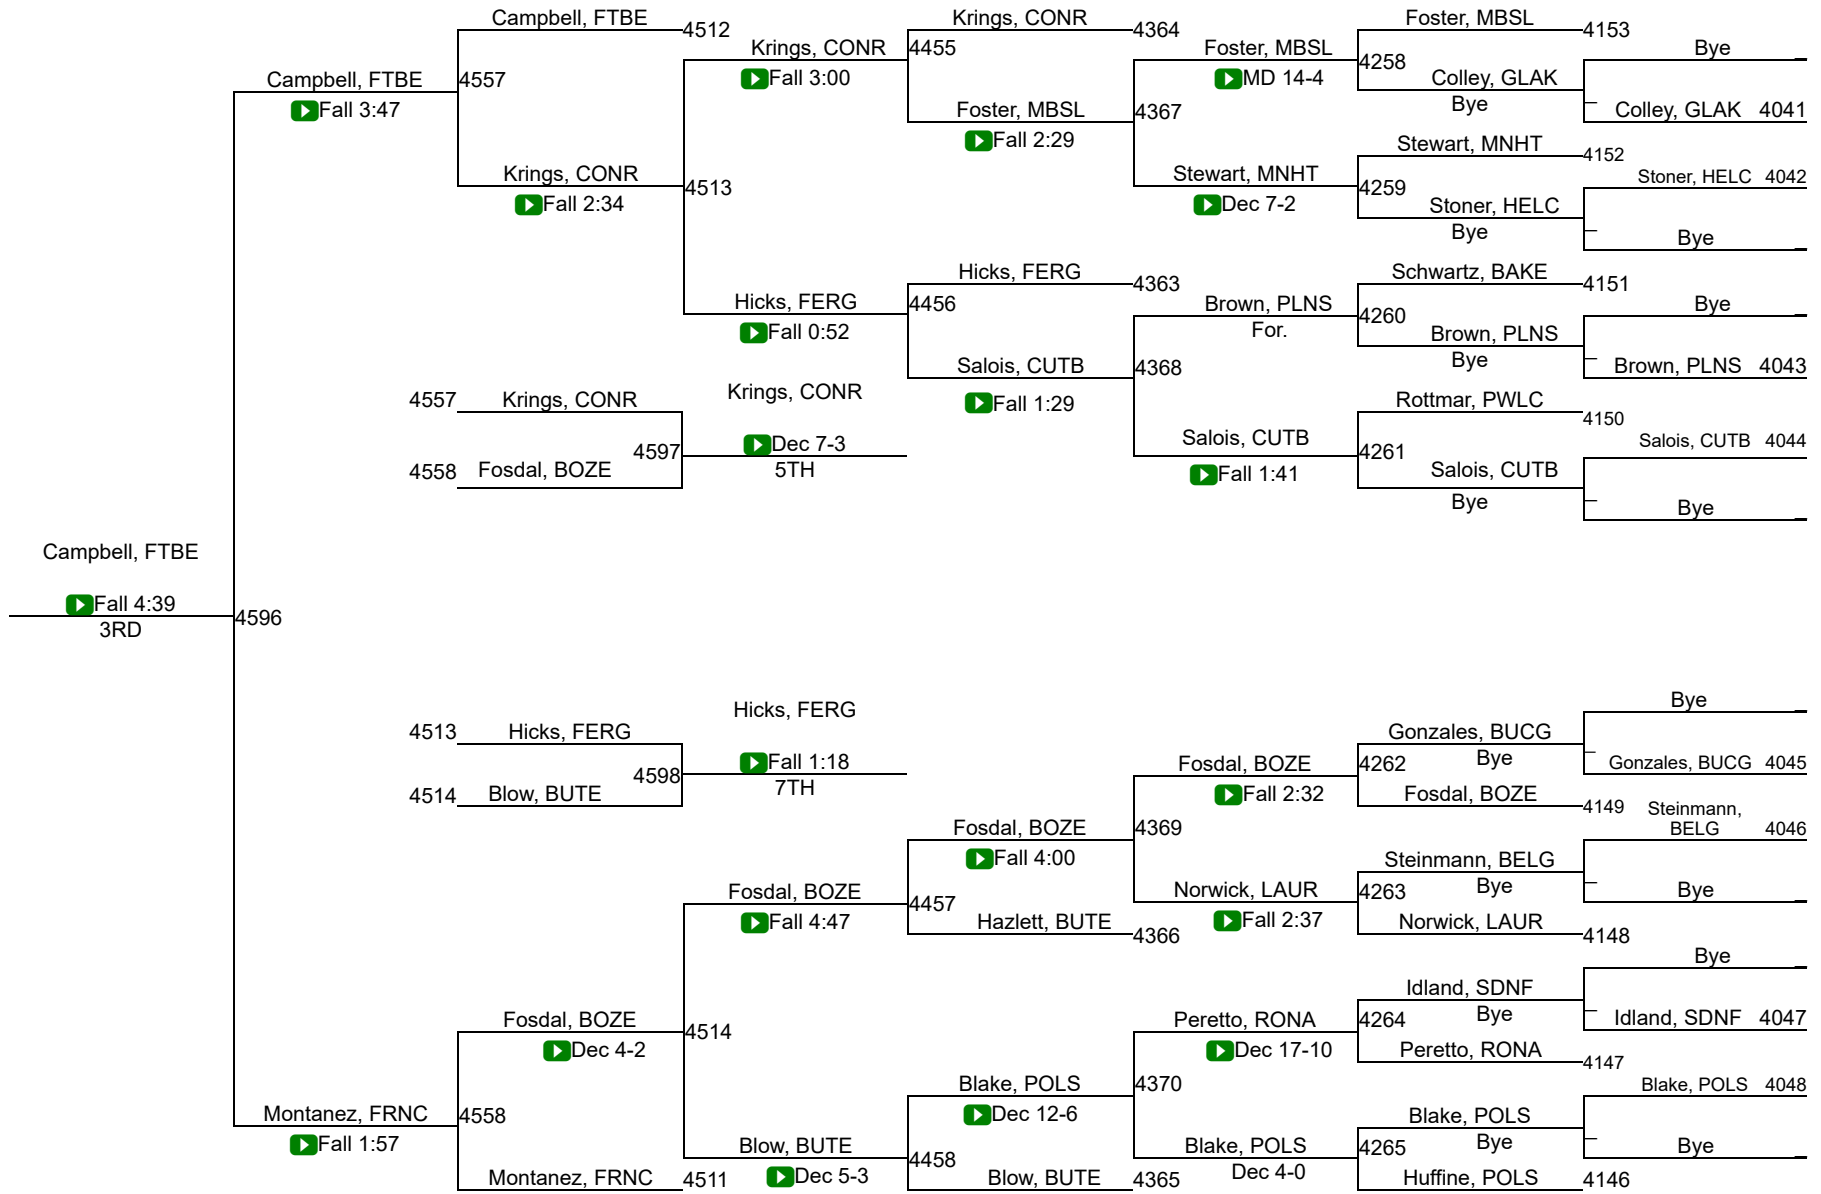 Campbell, FTBE
4512
Krings, CONR
4364
Foster, MBSL
4153
Krings, CONR
4455
Foster, MBSL
Bye
Fall 3:00
MD 14-4
4258
Campbell, FTBE
4557
Colley, GLAK
Fall 3:47
Bye
Foster, MBSL
4367
Colley, GLAK 4041
Fall 2:29
Stewart, MNHT
4152
Krings, CONR
4513
Stewart, MNHT
4259
Stoner, HELC 4042
Fall 2:34
Dec 7-2
Stoner, HELC
Bye
Bye
Hicks, FERG
4363
Schwartz, BAKE
4151
Hicks, FERG
4456
Brown, PLNS
4260
Bye
Fall 0:52
For.
Brown, PLNS
Bye
Salois, CUTB
4368
Brown, PLNS 4043
Krings, CONR
Fall 1:29
4557
Krings, CONR
Rottmar, PWLC
4150
Dec 7-3
Salois, CUTB
4261
Salois, CUTB 4044
4597
5TH
4558
Fosdal, BOZE
Fall 1:41
Salois, CUTB
Bye
Bye
Campbell, FTBE
Fall 4:39
3RD
4596
Hicks, FERG
Bye
4513
Hicks, FERG
Gonzales, BUCG
Bye
Fall 1:18
Fosdal, BOZE
4262
Gonzales, BUCG 4045
4598
7TH
4514
Blow, BUTE
Fall 2:32
Fosdal, BOZE
4149
Steinmann,
BELG 4046
Fosdal, BOZE
4369
Fall 4:00
Steinmann, BELG
Bye
Fosdal, BOZE
4457
Norwick, LAUR
4263
Bye
Fall 4:47
Hazlett, BUTE
4366
Fall 2:37
Norwick, LAUR
4148
Bye
Idland, SDNF
Bye
Fosdal, BOZE
4514
Peretto, RONA
4264
Idland, SDNF 4047
Dec 4-2
Dec 17-10
Peretto, RONA
4147
Blake, POLS
4370
Blake, POLS 4048
Montanez, FRNC
4558
Dec 12-6
Blake, POLS
Bye
Fall 1:57
Blow, BUTE
4458
Blake, POLS
4265
Bye
Montanez, FRNC
4511
Dec 5-3
Blow, BUTE
4365
Dec 4-0
Huffine, POLS
4146